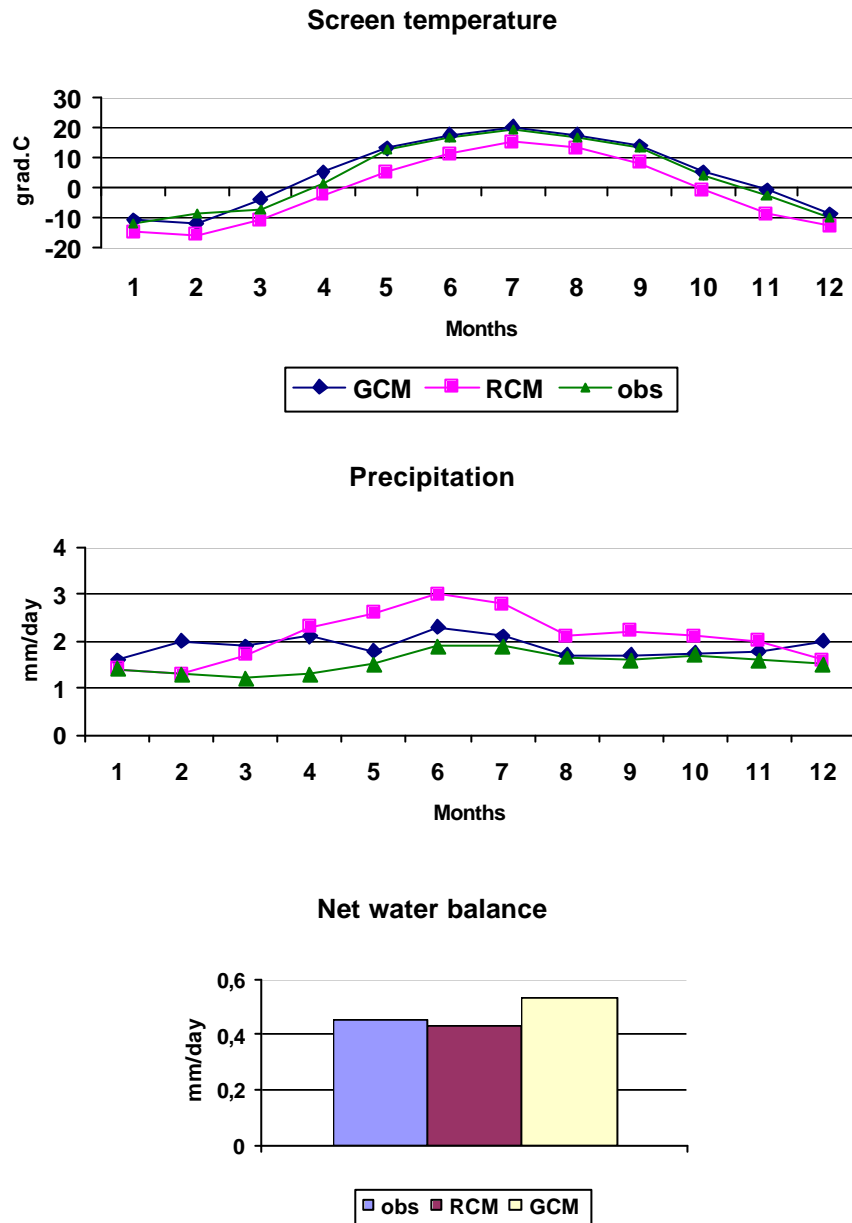 Screen temperature
30
20
10
0
-10
-20
grad.C
1 2 3 4 5 6 7 8 9 10 11 12
Months
GCM RCM obs
Precipitation
4
3
2
1
0
mm/day
1 2 3 4 5 6 7 8 9 10 11 12
Months
Net water balance
0,6
0,4
0,2
0
mm/day
obs RCM GCM